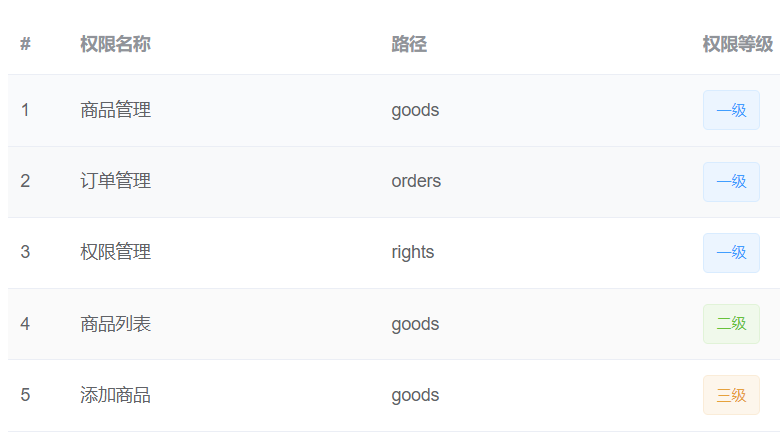 # 权限名称 路径 权限等级
1 商品管理 goods 一级
2 订单管理 orders 一级
3 权限管理 rights 一级
4 商品列表 goods 二级
5 添加商品 goods 三级